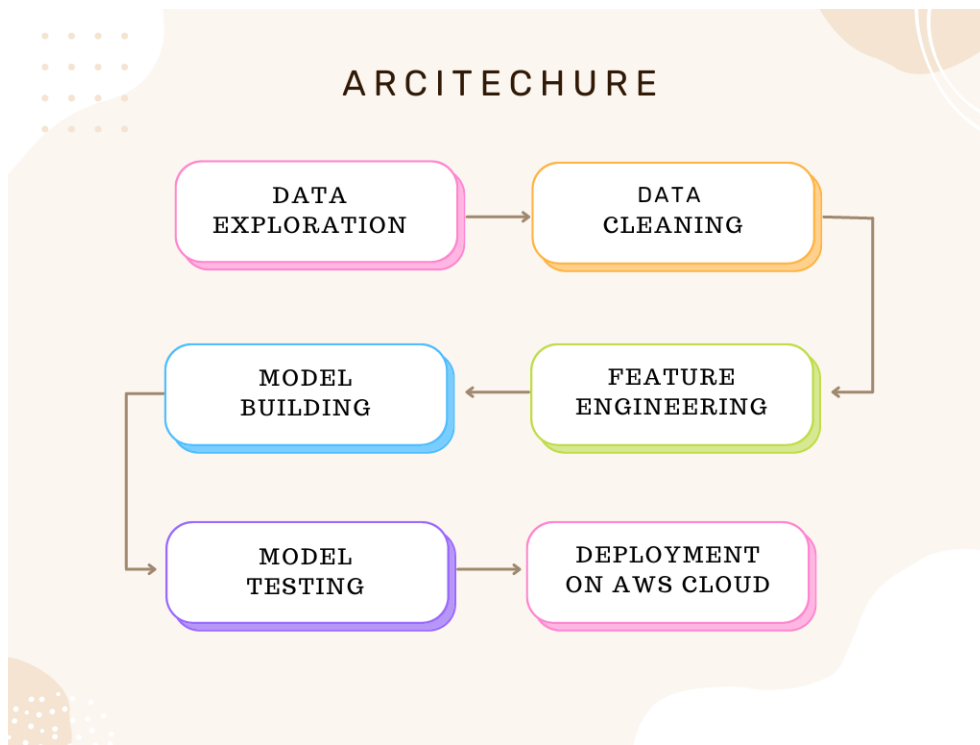 ARCITECHURE
DATA
EXPLORATION
DATA
CLEANING
FEATURE
ENGINEERING
MODEL
BUILDING
MODEL
TESTING
DEPLOYMENT
ON AWS CLOUD